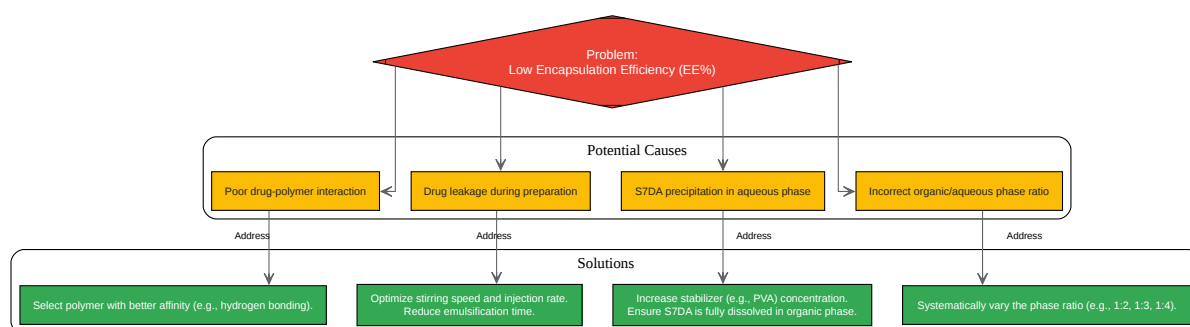 Problem:
Low Encapsulation Efficiency (EE%)
Potential Causes
Poor drug-polymer interaction
Drug leakage during preparation
S7DA precipitation in aqueous phase
Incorrect organic/aqueous phase ratio
Address
Address
Address
Address
Solutions
Select polymer with better affinity (e.g., hydrogen bonding).
Optimize stirring speed and injection rate.
Reduce emulsification time.
Increase stabilizer (e.g., PVA) concentration.
Ensure S7DA is fully dissolved in organic phase.
Systematically vary the phase ratio (e.g., 1:2, 1:3, 1:4).